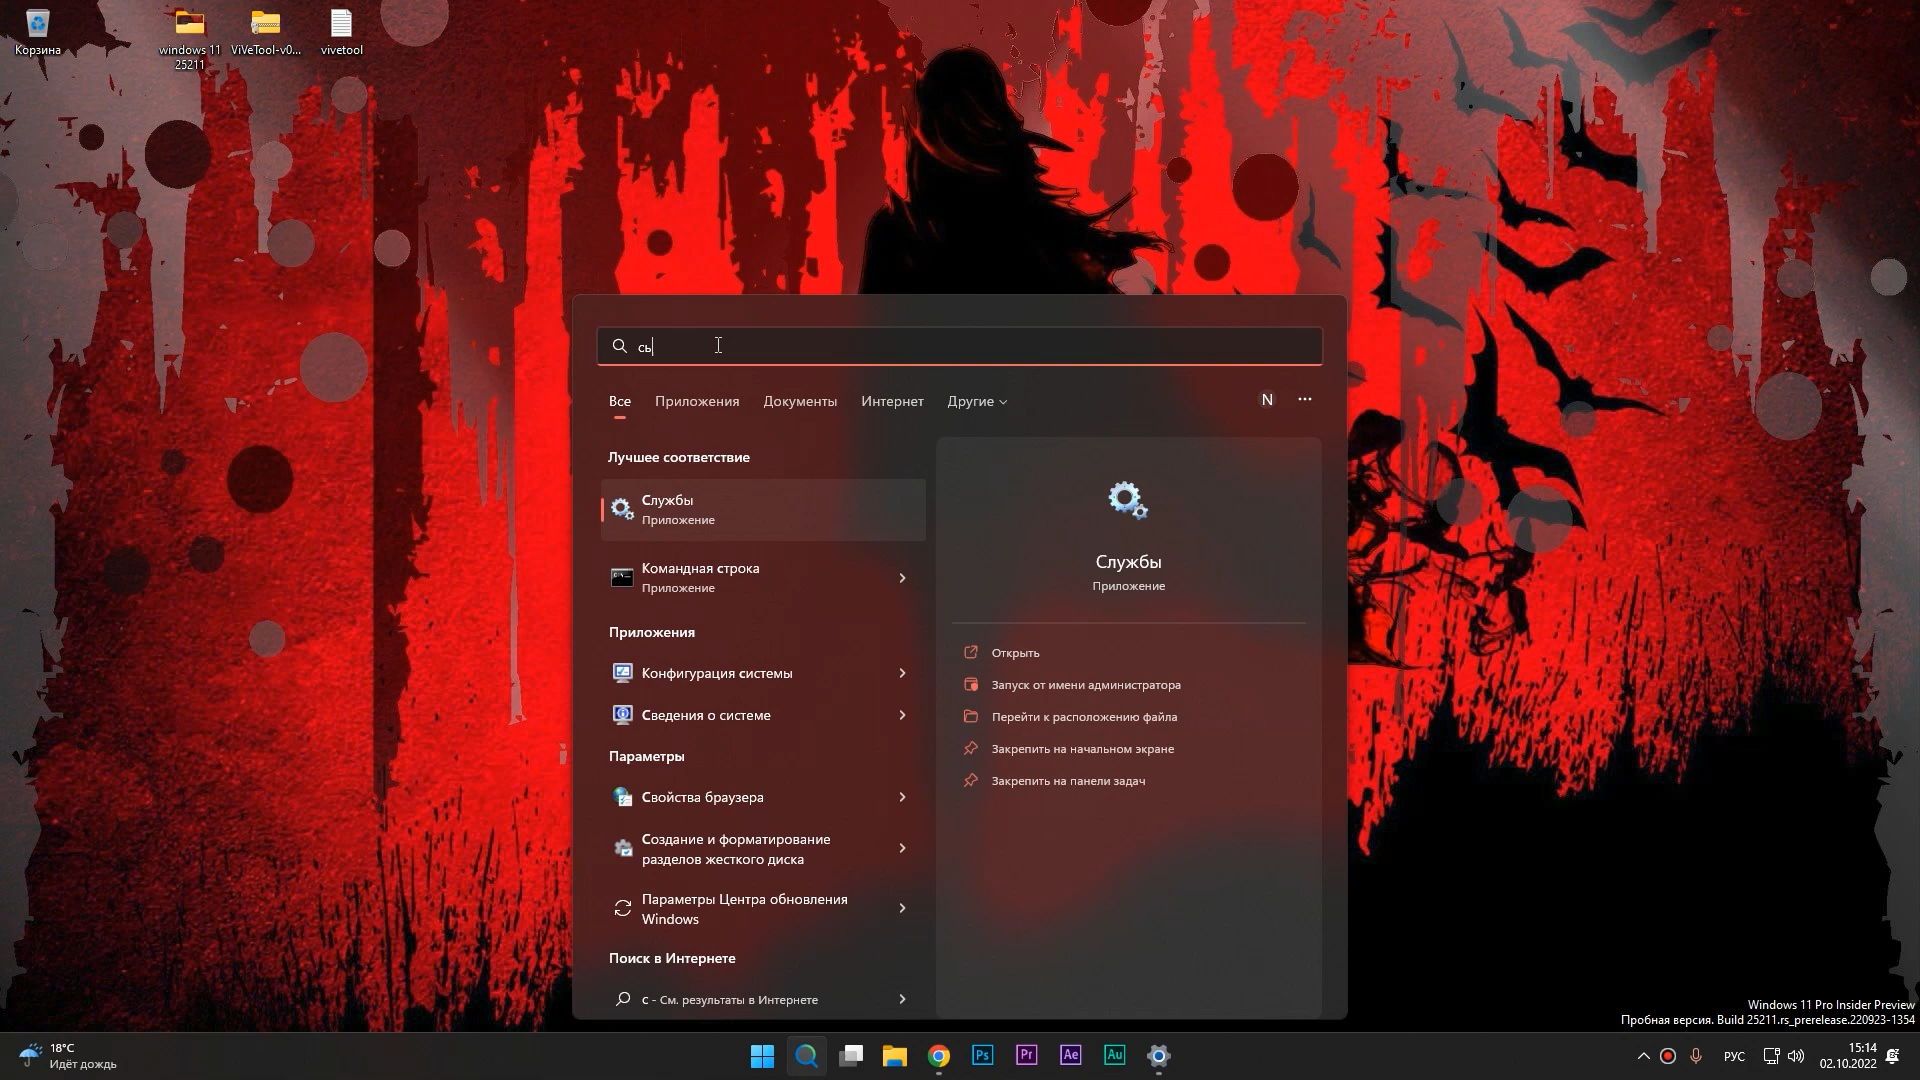 Корзина
windows 11
25211
ViVeTool-v0...
vivetool
сь
Все
Приложения
Документы
Интернет
Другие
N
Лучшее соответствие
Службы
Приложение
Командная строка
Приложение
Приложения
Конфигурация системы
Сведения о системе
Параметры
Свойства браузера
Создание и форматирование
разделов жесткого диска
Параметры Центра обновления
Windows
Поиск в Интернете
с - См. результаты в Интернете
Службы
Приложение
Открыть
Запуск от имени администратора
Перейти к расположению файла
Закрепить на начальном экране
Закрепить на панели задач
Windows 11 Pro Insider Preview
Пробная версия. Build 25211.rs_prerelease.220923-1354
18°C
Идёт дождь
Ps
Pr
Ae
Au
РУС
15:14
02.10.2022